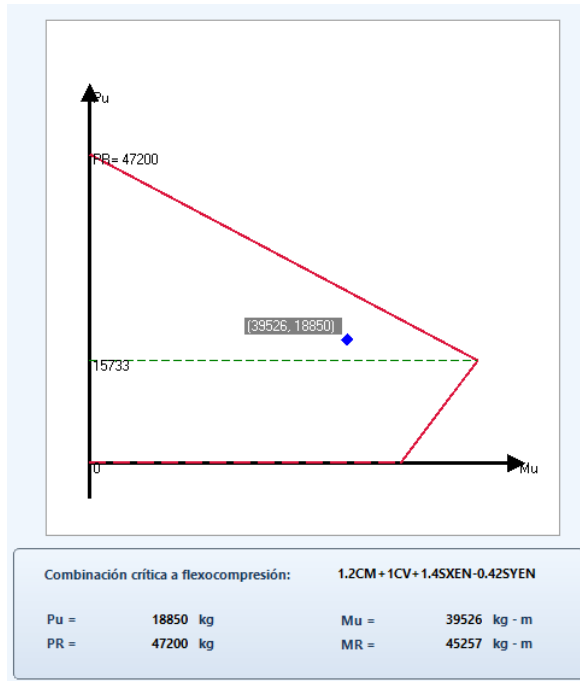 Pu
PR= 47200
(39526, 18850)
15733
0
Mu
Combinación crítica a flexocompresión: 1.2CM+1CV+1.4SXEN-0.42SYEN
Pu = 18850 kg Mu = 39526 kg - m
PR = 47200 kg MR = 45257 kg - m